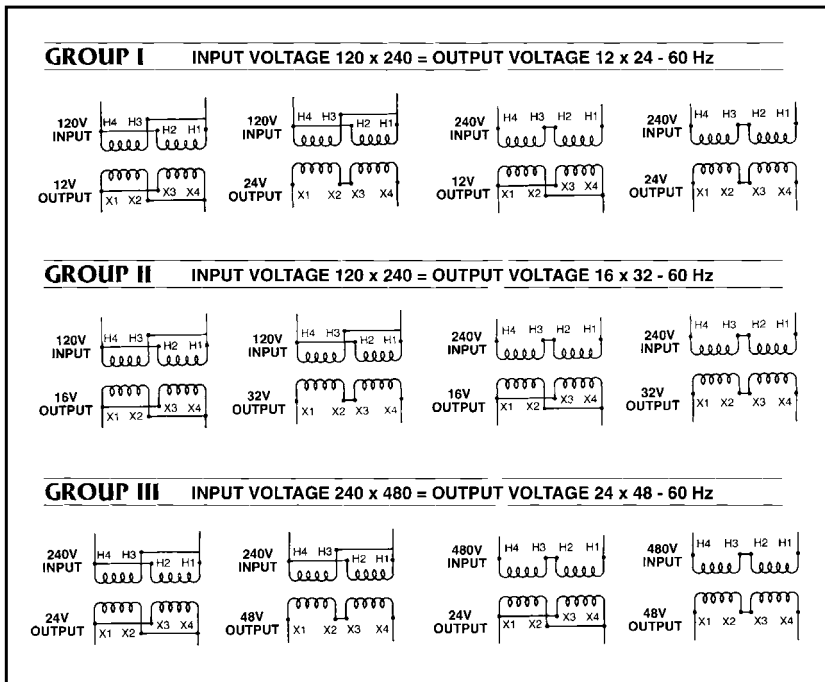 GROUP I INPUT VOLTAGE 120 x 240 = OUTPUT VOLTAGE 12 x 24 - 60 Hz
120V INPUT H4 H3 H2 H1
12V OUTPUT X1 X2 X3 X4
120V INPUT H4 H3 H2 H1
24V OUTPUT X1 X2 X3 X4
240V INPUT H4 H3 H2 H1
12V OUTPUT X1 X2 X3 X4
240V INPUT H4 H3 H2 H1
24V OUTPUT X1 X2 X3 X4
GROUP II INPUT VOLTAGE 120 x 240 = OUTPUT VOLTAGE 16 x 32 - 60 Hz
120V INPUT H4 H3 H2 H1
16V OUTPUT X1 X2 X3 X4
120V INPUT H4 H3 H2 H1
32V OUTPUT X1 X2 X3 X4
240V INPUT H4 H3 H2 H1
16V OUTPUT X1 X2 X3 X4
240V INPUT H4 H3 H2 H1
32V OUTPUT X1 X2 X3 X4
GROUP III INPUT VOLTAGE 240 x 480 = OUTPUT VOLTAGE 24 x 48 - 60 Hz
240V INPUT H4 H3 H2 H1
24V OUTPUT X1 X2 X3 X4
240V INPUT H4 H3 H2 H1
48V OUTPUT X1 X2 X3 X4
480V INPUT H4 H3 H2 H1
24V OUTPUT X1 X2 X3 X4
480V INPUT H4 H3 H2 H1
48V OUTPUT X1 X2 X3 X4